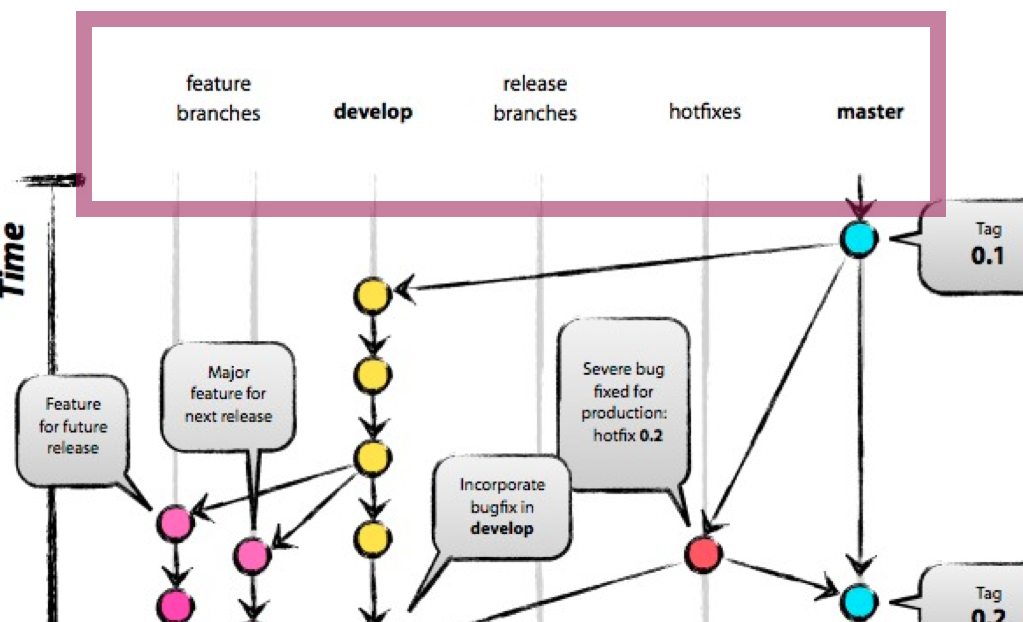 feature
branches
develop
release
branches
hotfixes
master
Time
Tag
0.1
Feature
for future
release
Major
feature for
next release
Severe bug
fixed for
production:
hotfix 0.2
Incorporate
bugfix in
develop
Tag
0.2